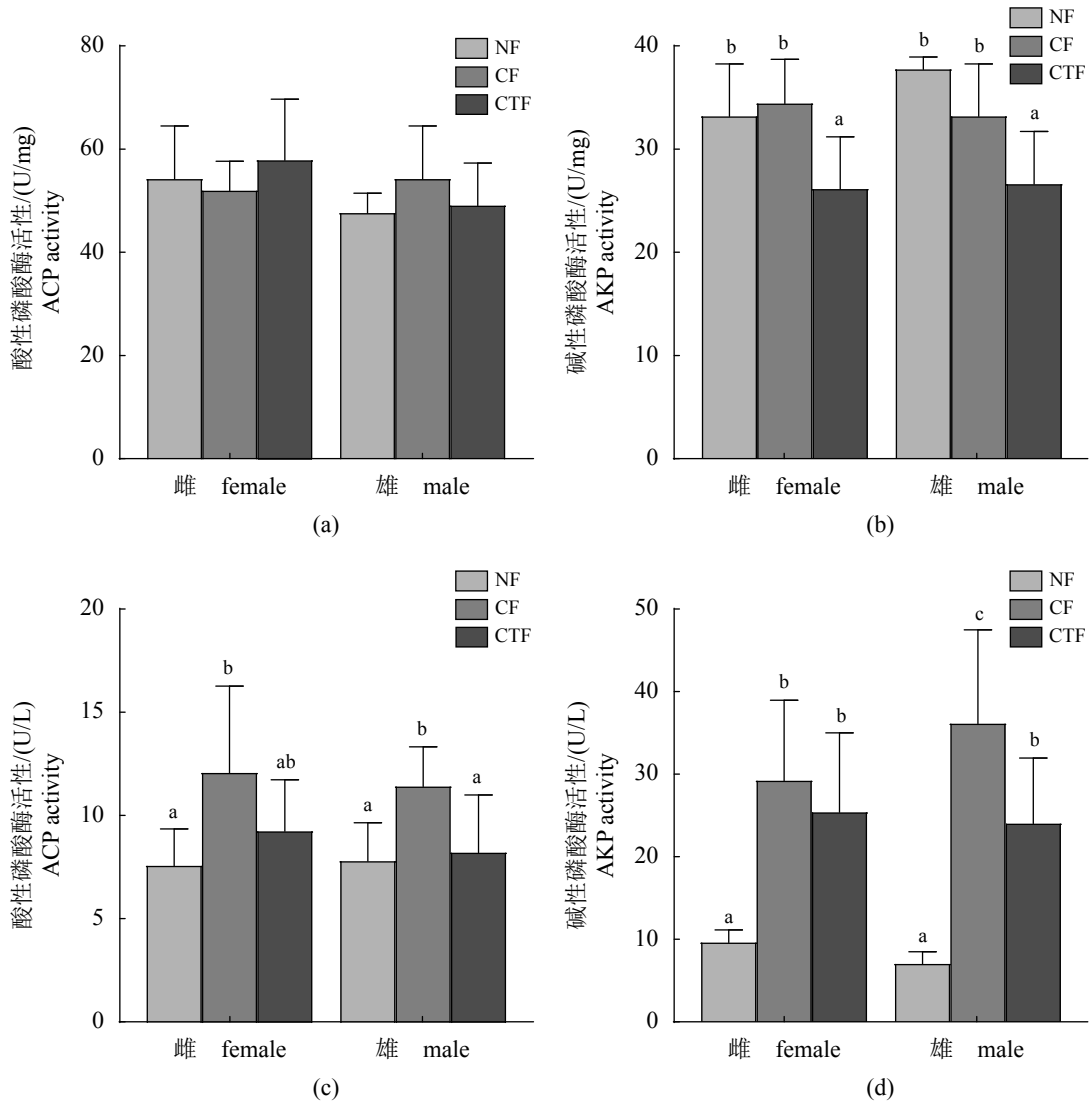 80
60
40
20
0
酸性磷酸酶活性/(U/mg)
ACP activity
NF
CF
CTF
雌 female
雄 male
(a)
40
30
20
10
0
碱性磷酸酶活性/(U/mg)
AKP activity
NF
CF
CTF
b
b
a
b
b
a
雌 female
雄 male
(b)
20
15
10
5
0
酸性磷酸酶活性/(U/L)
ACP activity
NF
CF
CTF
a
b
ab
a
b
a
雌 female
雄 male
(c)
50
40
30
20
10
0
碱性磷酸酶活性/(U/L)
AKP activity
NF
CF
CTF
a
b
b
a
c
b
雌 female
雄 male
(d)